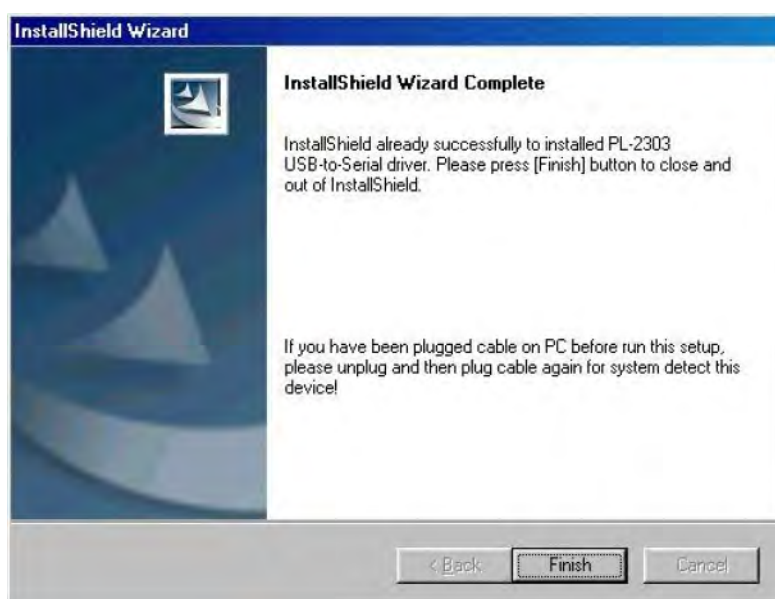 InstallShield Wizard
InstallShield Wizard Complete
InstallShield already successfully to installed PL-2303
USB-to-Serial driver. Please press [Finish] button to close and
out of InstallShield.
If you have been plugged cable on PC before run this setup,
please unplug and then plug cable again for system detect this
device!
< Back
Finish
Cancel